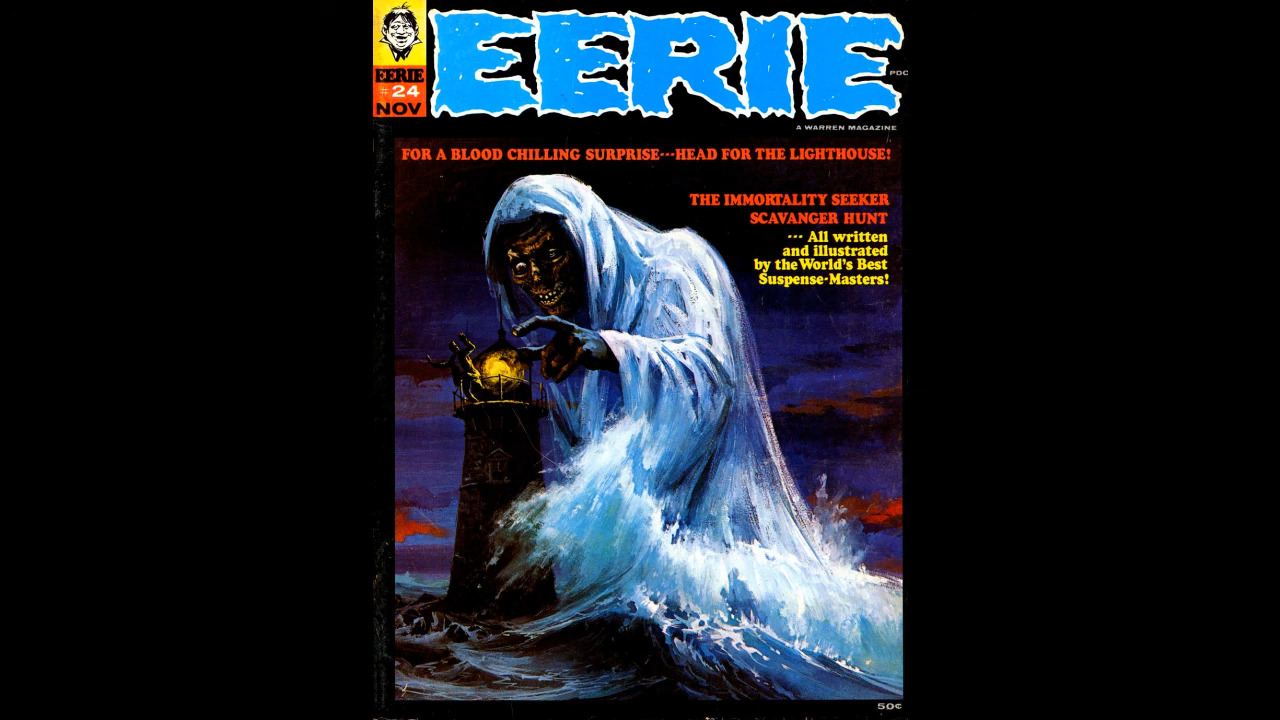 EERIE
EERIE
#24
NOV
PDC
A WARREN MAGAZINE
FOR A BLOOD CHILLING SURPRISE---HEAD FOR THE LIGHTHOUSE!
THE IMMORTALITY SEEKER
SCAVANGER HUNT
--- All written
and illustrated
by the World's Best
Suspense-Masters!
50¢